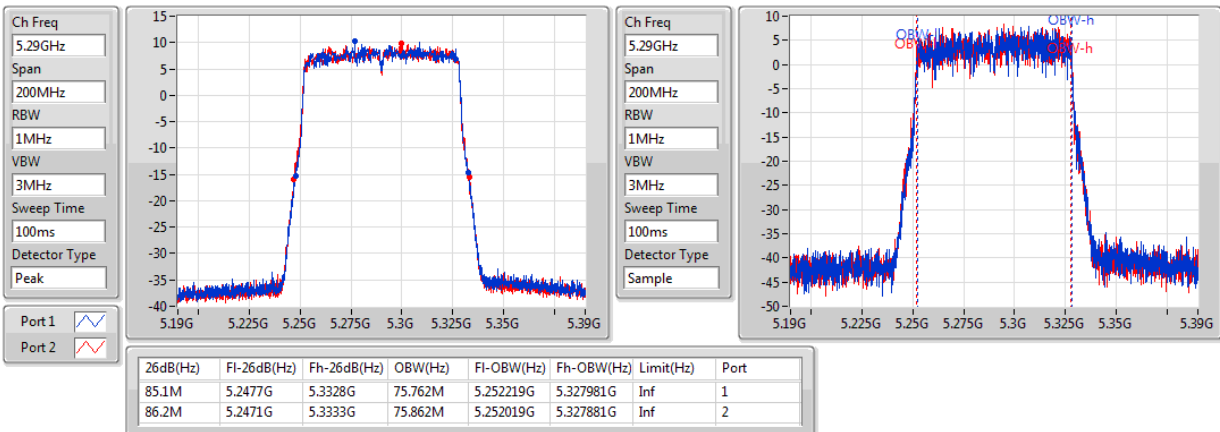 Ch Freq
5.29GHz
Span
200MHz
RBW
1MHz
VBW
3MHz
Sweep Time
100ms
Detector Type
Peak
Port 1
Port 2
15
10
5
0
-5
-10
-15
-20
-25
-30
-35
-40
5.19G 5.225G 5.25G 5.275G 5.3G 5.325G 5.35G 5.39G
Ch Freq
5.29GHz
Span
200MHz
RBW
1MHz
VBW
3MHz
Sweep Time
100ms
Detector Type
Sample
10
5
0
-5
-10
-15
-20
-25
-30
-35
-40
-45
-50
OBW-h
OBW-h
5.19G 5.225G 5.25G 5.275G 5.3G 5.325G 5.35G 5.39G
26dB(Hz) Fl-26dB(Hz) Fh-26dB(Hz) OBW(Hz) Fl-OBW(Hz) Fh-OBW(Hz) Limit(Hz) Port
85.1M 5.2477G 5.3328G 75.762M 5.252219G 5.327981G Inf 1
86.2M 5.2471G 5.3333G 75.862M 5.252019G 5.327881G Inf 2